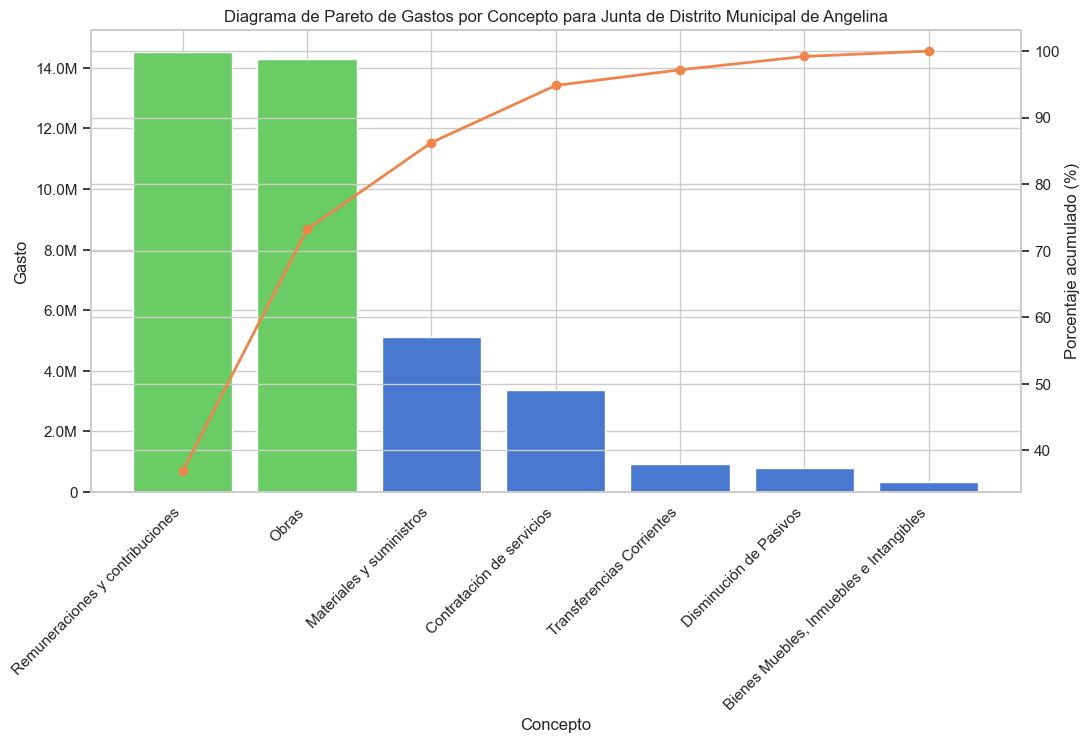 Diagrama de Pareto de Gastos por Concepto para Junta de Distrito Municipal de Angelina
14.0M
12.0M
10.0M
8.0M
6.0M
4.0M
2.0M
0
Gasto
100
90
80
70
60
50
40
Porcentaje acumulado (%)
Remuneraciones y contribuciones
Obras
Materiales y suministros
Contratación de servicios
Transferencias Corrientes
Disminución de Pasivos
Bienes Muebles, Inmuebles e Intangibles
Concepto